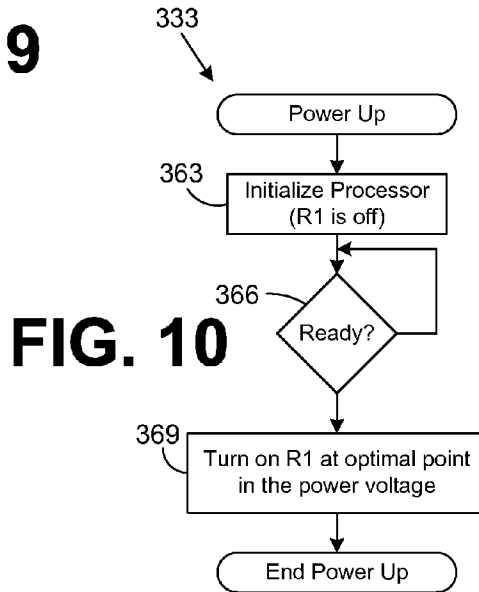 9
333
Power Up
363
Initialize Processor
(R1 is off)
366
Ready?
FIG. 10
369
Turn on R1 at optimal point
in the power voltage
End Power Up